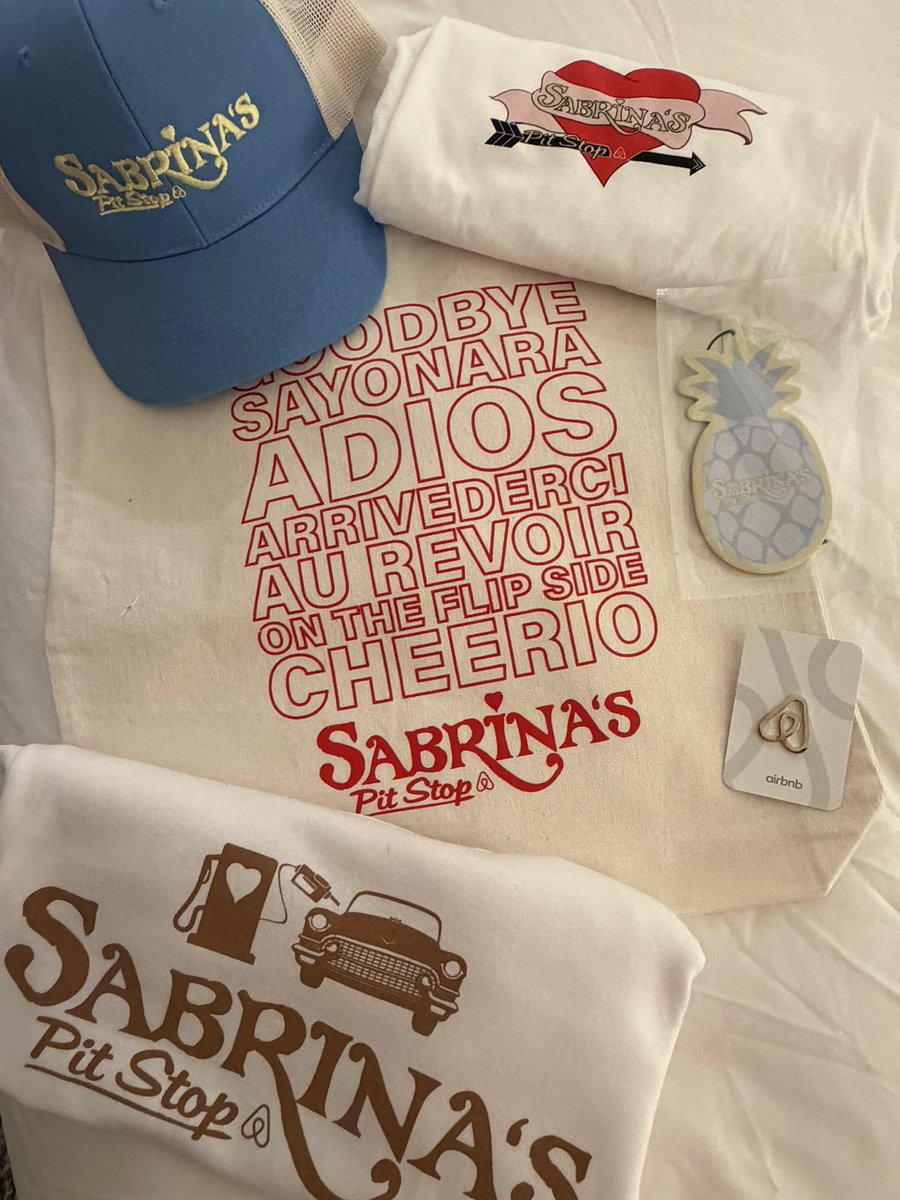 SABRINA'S
Pit Stop
SABRINA'S
Pit Stop
GOODBYE
SAYONARA
ADIOS
ARRIVEDERCI
AU REVOIR
ON THE FLIP SIDE
CHEERIO
SABRINA'S
Pit Stop
SABRINA'S
airbnb
SABRINA'S
Pit Stop